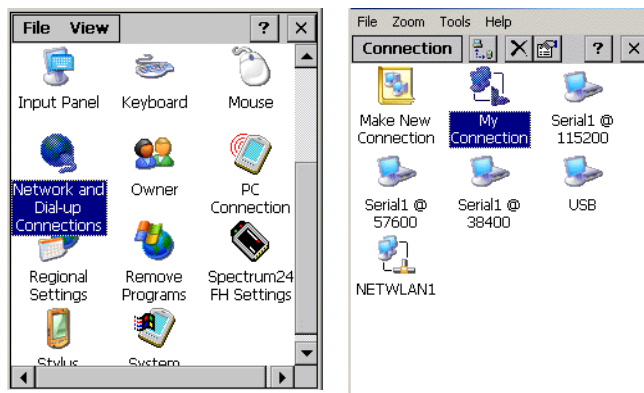 File View ? ×
Input Panel
Keyboard
Mouse
Network and
Dial-up
Connections
Owner
PC
Connection
Regional
Settings
Remove
Programs
Spectrum24
FH Settings
Stylus
System
File Zoom Tools Help
Connection ? ×
Make New
Connection
My
Connection
Serial1 @
115200
Serial1 @
57600
Serial1 @
38400
USB
NETWLAN1